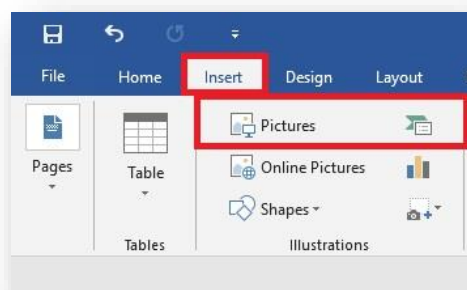 File Home Insert Design Layout
Pictures
Pages Table Online Pictures
Shapes
Tables Illustrations